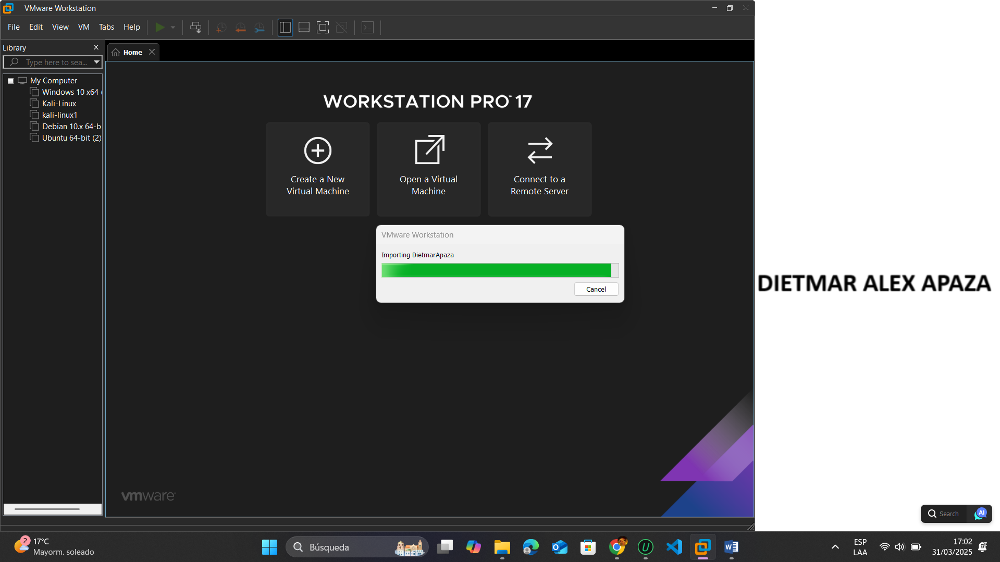 VMware Workstation
File Edit View VM Tabs Help
Library
Type here to sea...
Home
My Computer
Windows 10 x64
Kali-Linux
kali-linux1
Debian 10.x 64-b
Ubuntu 64-bit (2)
WORKSTATION PRO™ 17
Create a New
Virtual Machine
Open a Virtual
Machine
Connect to a
Remote Server
VMware Workstation
Importing DietmarApaza
Cancel
DIETMAR ALEX APAZA
vmware®
Search
AI
2
17°C
Mayorm. soleado
Búsqueda
ESP
LAA
17:02
31/03/2025